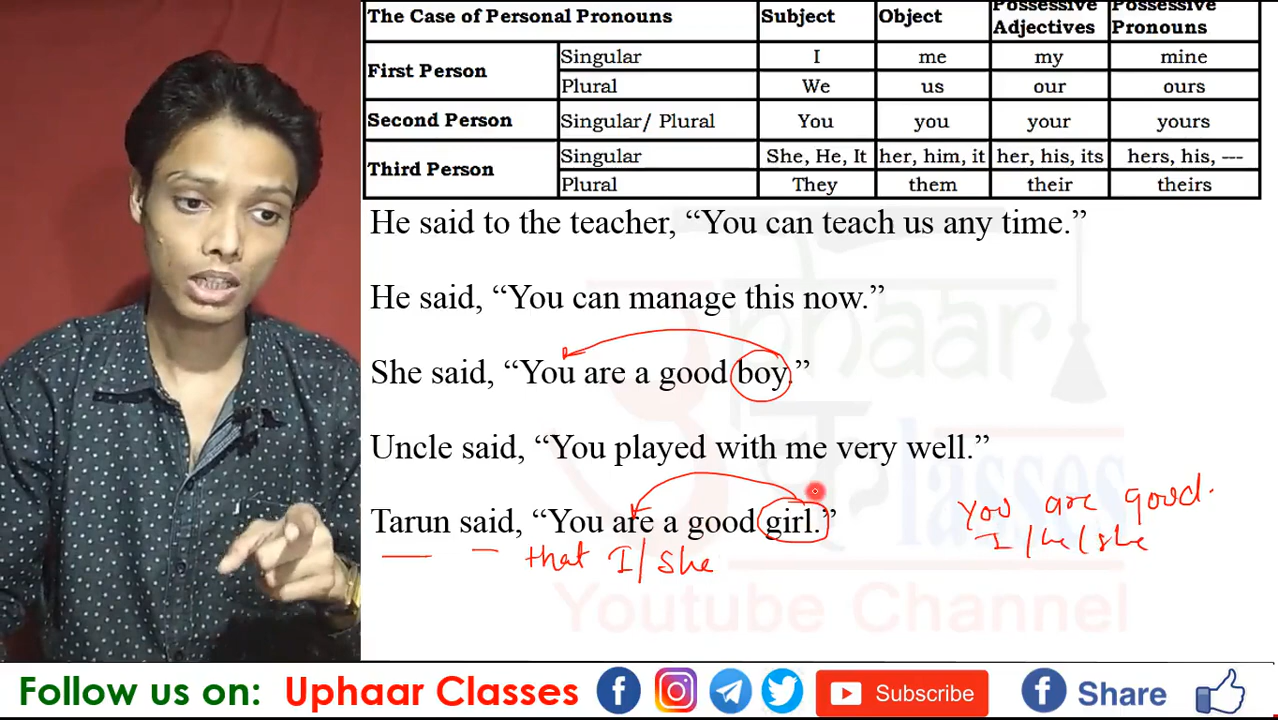 The Case of Personal Pronouns Subject Object Possessive Adjectives Possessive Pronouns
First Person Singular I me my mine
Plural We us our ours
Second Person Singular/ Plural You you your yours
Third Person Singular She, He, It her, him, it her, his, its hers, his, ---
Plural They them their theirs
He said to the teacher, “You can teach us any time.”
He said, “You can manage this now.”
She said, “You are a good boy.”
Uncle said, “You played with me very well.”
Tarun said, “You are a good girl.”
that I/She
You are good.
I/he/she
उphaar
Classes
Youtube Channel
Follow us on: Uphaar Classes Subscribe Share